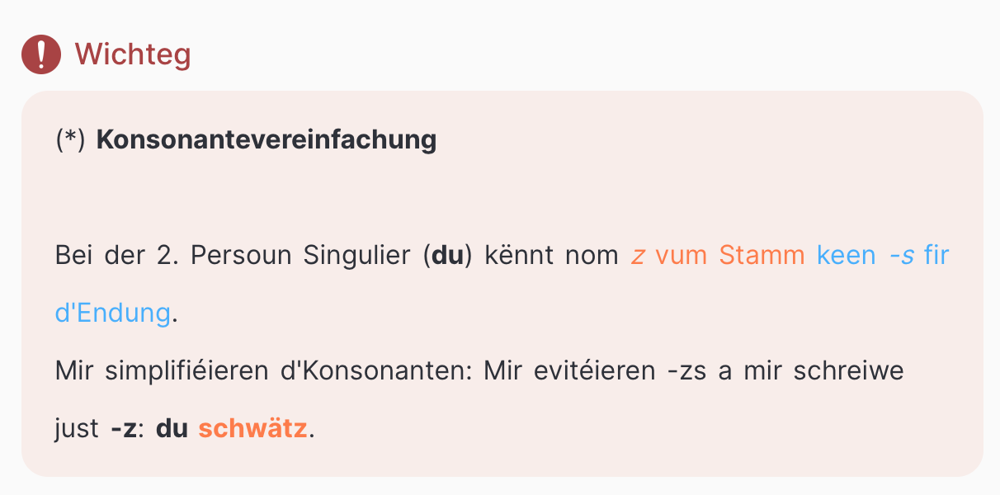 Wichteg
(*) Konsonantevereinfachung
Bei der 2. Persoun Singulier (du) kënnt nom z vum Stamm keen -s fir
d'Endung.
Mir simplifiéieren d'Konsonanten: Mir evitéieren -zs a mir schreiwe
just -z: du schwätz.